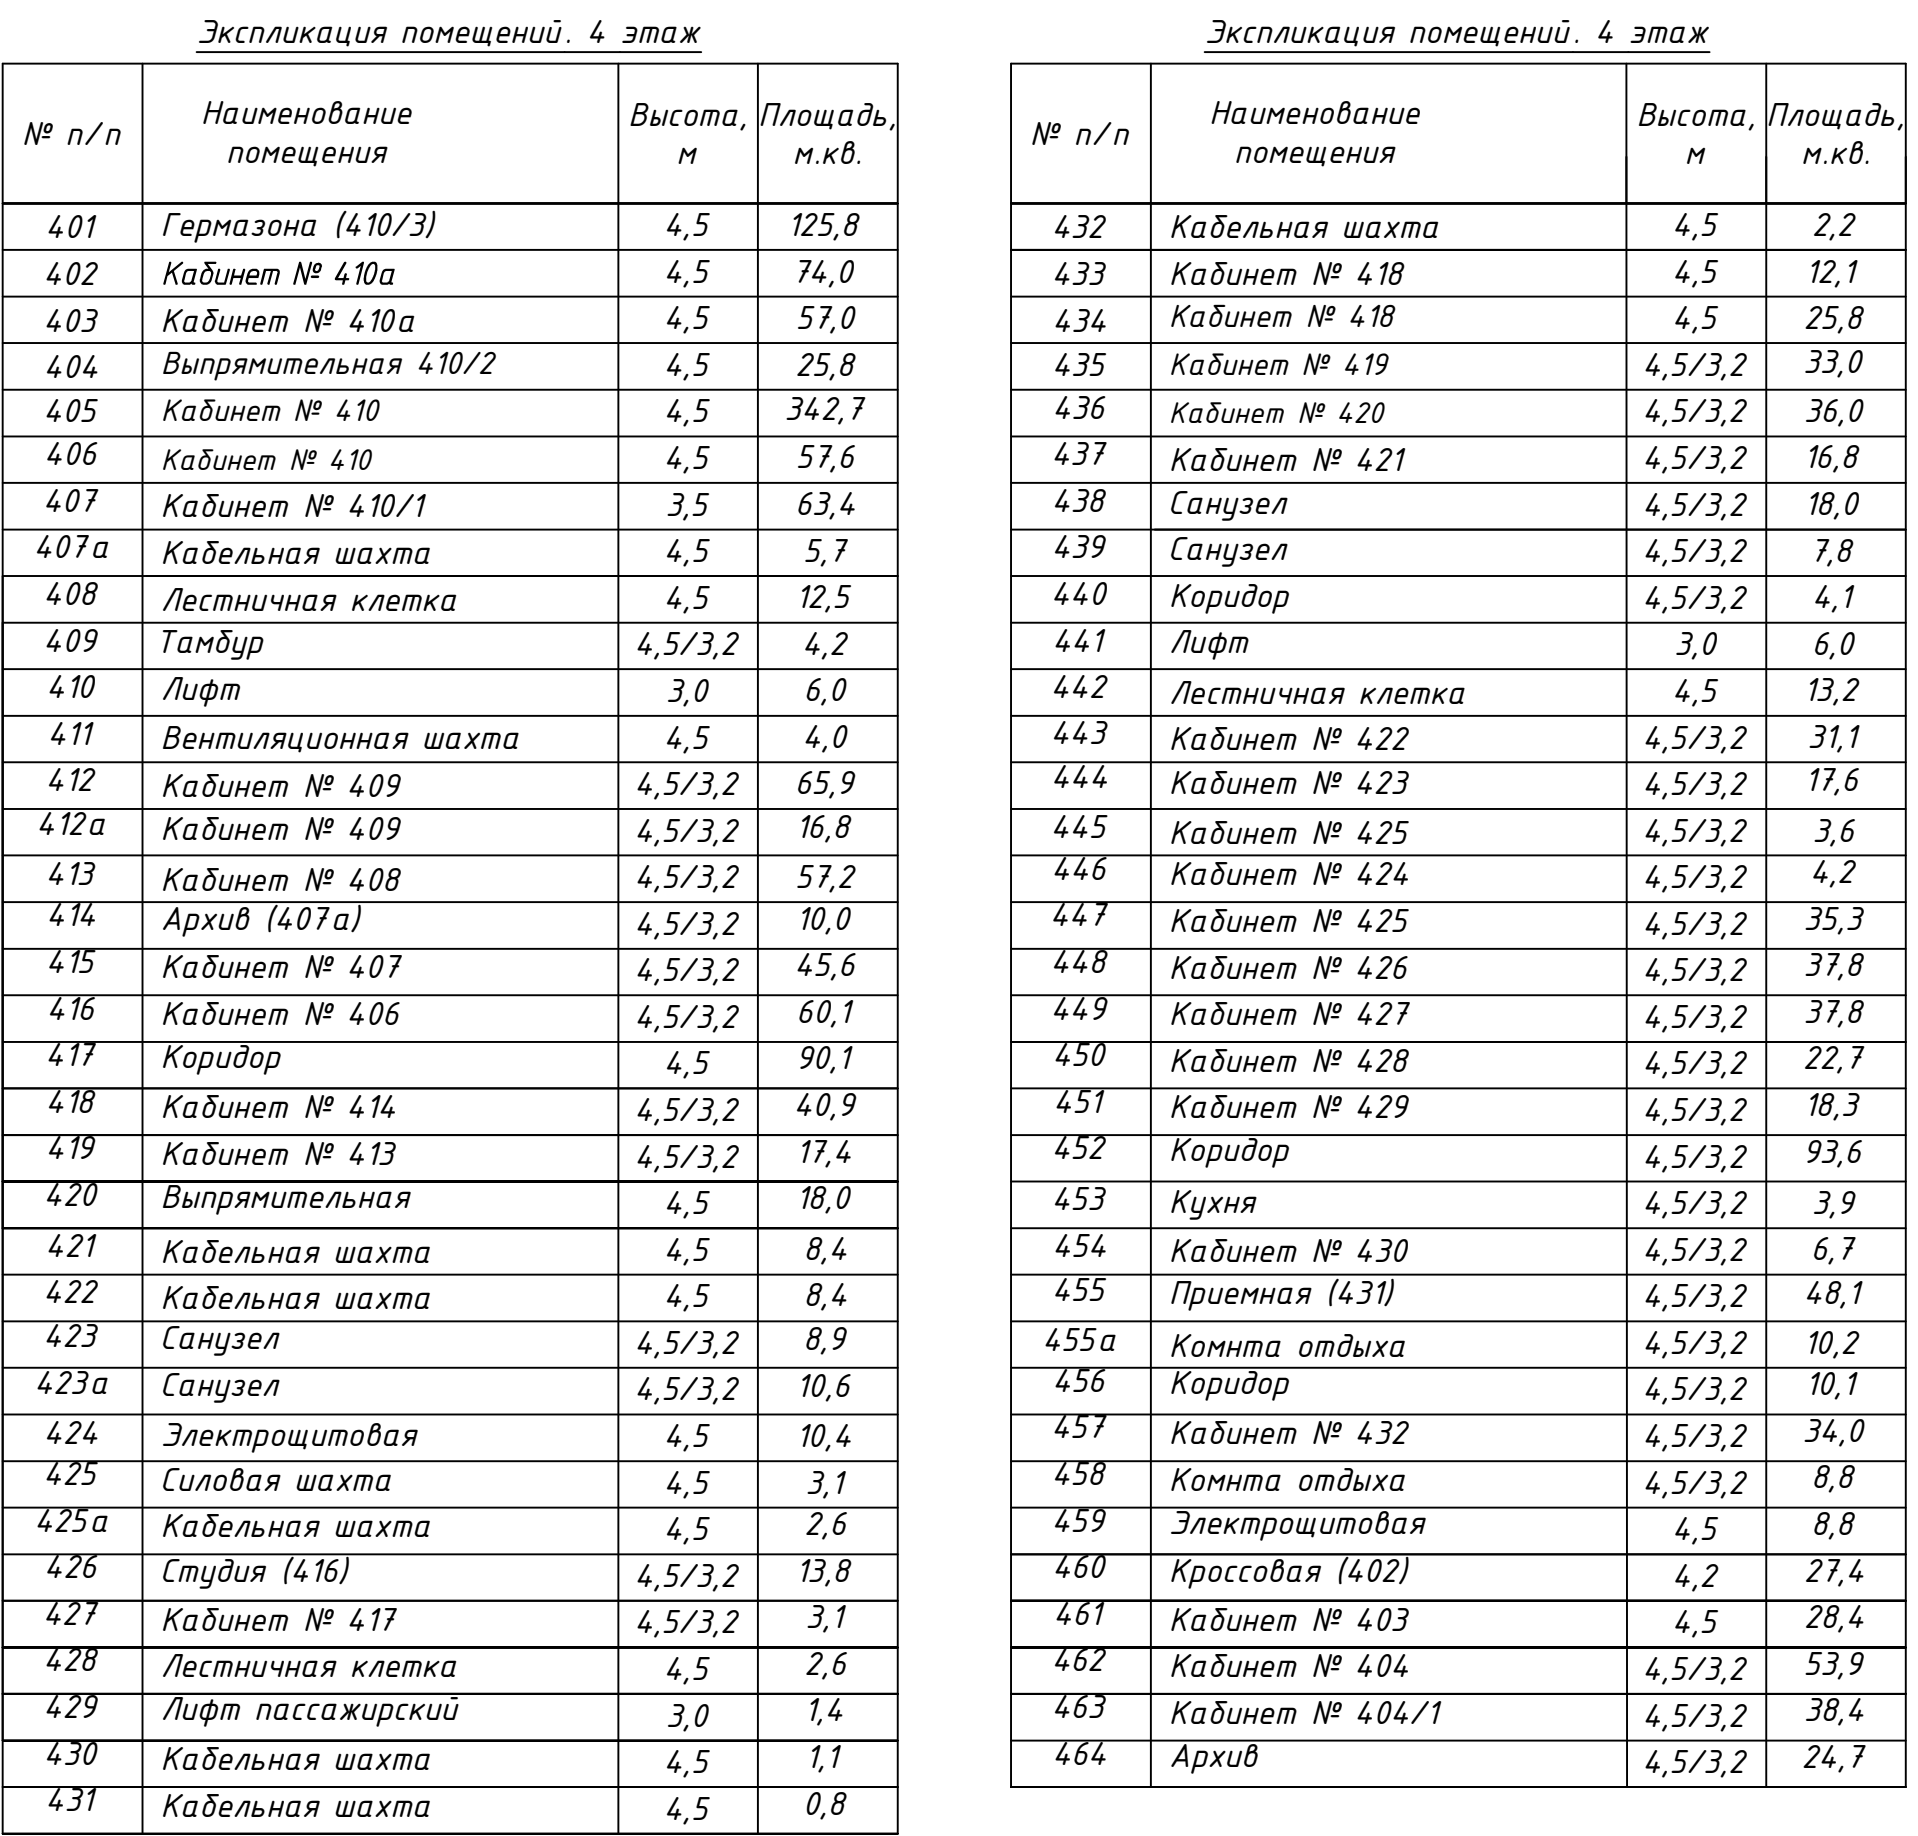 Экспликация помещений. 4 этаж
№ п/п Наименование помещения Высота, м Площадь, м.кв.
401 Гермазона (410/3) 4,5 125,8
402 Кабинет № 410а 4,5 74,0
403 Кабинет № 410а 4,5 57,0
404 Выпрямительная 410/2 4,5 25,8
405 Кабинет № 410 4,5 342,7
406 Кабинет № 410 4,5 57,6
407 Кабинет № 410/1 3,5 63,4
407а Кабельная шахта 4,5 5,7
408 Лестничная клетка 4,5 12,5
409 Тамбур 4,5/3,2 4,2
410 Лифт 3,0 6,0
411 Вентиляционная шахта 4,5 4,0
412 Кабинет № 409 4,5/3,2 65,9
412а Кабинет № 409 4,5/3,2 16,8
413 Кабинет № 408 4,5/3,2 57,2
414 Архив (407а) 4,5/3,2 10,0
415 Кабинет № 407 4,5/3,2 45,6
416 Кабинет № 406 4,5/3,2 60,1
417 Коридор 4,5 90,1
418 Кабинет № 414 4,5/3,2 40,9
419 Кабинет № 413 4,5/3,2 17,4
420 Выпрямительная 4,5 18,0
421 Кабельная шахта 4,5 8,4
422 Кабельная шахта 4,5 8,4
423 Санузел 4,5/3,2 8,9
423а Санузел 4,5/3,2 10,6
424 Электрощитовая 4,5 10,4
425 Силовая шахта 4,5 3,1
425а Кабельная шахта 4,5 2,6
426 Студия (416) 4,5/3,2 13,8
427 Кабинет № 417 4,5/3,2 3,1
428 Лестничная клетка 4,5 2,6
429 Лифт пассажирский 3,0 1,4
430 Кабельная шахта 4,5 1,1
431 Кабельная шахта 4,5 0,8
Экспликация помещений. 4 этаж
№ п/п Наименование помещения Высота, м Площадь, м.кв.
432 Кабельная шахта 4,5 2,2
433 Кабинет № 418 4,5 12,1
434 Кабинет № 418 4,5 25,8
435 Кабинет № 419 4,5/3,2 33,0
436 Кабинет № 420 4,5/3,2 36,0
437 Кабинет № 421 4,5/3,2 16,8
438 Санузел 4,5/3,2 18,0
439 Санузел 4,5/3,2 7,8
440 Коридор 4,5/3,2 4,1
441 Лифт 3,0 6,0
442 Лестничная клетка 4,5 13,2
443 Кабинет № 422 4,5/3,2 31,1
444 Кабинет № 423 4,5/3,2 17,6
445 Кабинет № 425 4,5/3,2 3,6
446 Кабинет № 424 4,5/3,2 4,2
447 Кабинет № 425 4,5/3,2 35,3
448 Кабинет № 426 4,5/3,2 37,8
449 Кабинет № 427 4,5/3,2 37,8
450 Кабинет № 428 4,5/3,2 22,7
451 Кабинет № 429 4,5/3,2 18,3
452 Коридор 4,5/3,2 93,6
453 Кухня 4,5/3,2 3,9
454 Кабинет № 430 4,5/3,2 6,7
455 Приемная (431) 4,5/3,2 48,1
455а Комнта отдыха 4,5/3,2 10,2
456 Коридор 4,5/3,2 10,1
457 Кабинет № 432 4,5/3,2 34,0
458 Комнта отдыха 4,5/3,2 8,8
459 Электрощитовая 4,5 8,8
460 Кроссовая (402) 4,2 27,4
461 Кабинет № 403 4,5 28,4
462 Кабинет № 404 4,5/3,2 53,9
463 Кабинет № 404/1 4,5/3,2 38,4
464 Архив 4,5/3,2 24,7